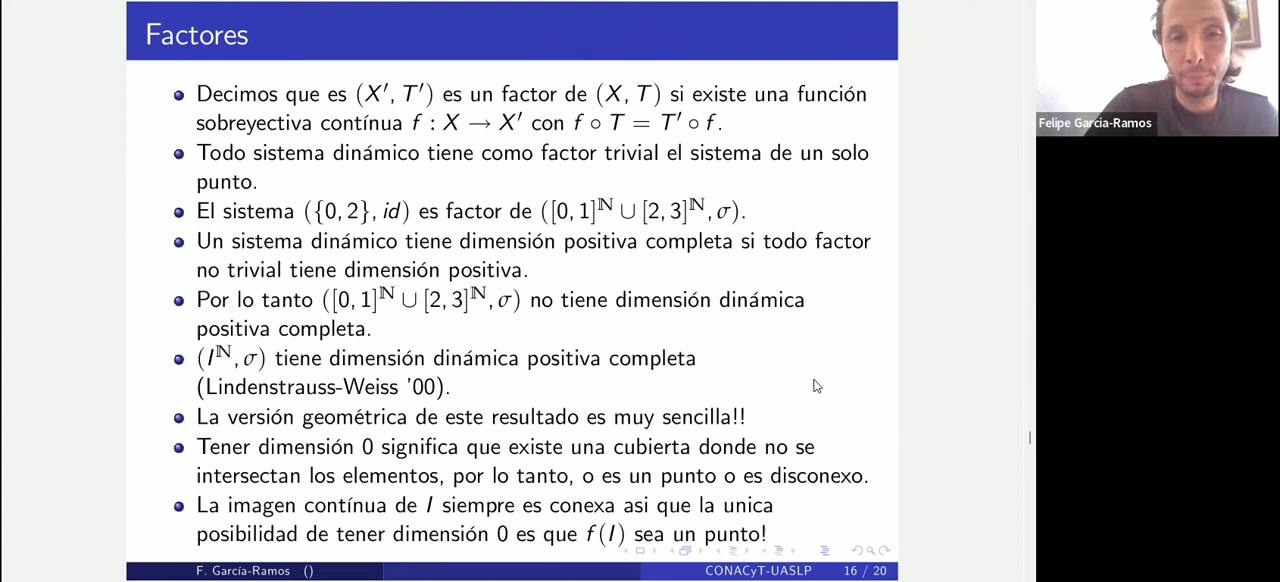 Factores
Decimos que es (X′, T′) es un factor de (X, T) si existe una función
sobreyectiva contínua f : X → X′ con f ∘ T = T′ ∘ f.
Todo sistema dinámico tiene como factor trivial el sistema de un solo
punto.
El sistema ({0, 2}, id) es factor de ([0, 1]^ℕ ∪ [2, 3]^ℕ, σ).
Un sistema dinámico tiene dimensión positiva completa si todo factor
no trivial tiene dimensión positiva.
Por lo tanto ([0, 1]^ℕ ∪ [2, 3]^ℕ, σ) no tiene dimensión dinámica
positiva completa.
(I^ℕ, σ) tiene dimensión dinámica positiva completa
(Lindenstrauss-Weiss '00).
La versión geométrica de este resultado es muy sencilla!!
Tener dimensión 0 significa que existe una cubierta donde no se
intersectan los elementos, por lo tanto, o es un punto o es disconexo.
La imagen contínua de I siempre es conexa asi que la unica
posibilidad de tener dimensión 0 es que f(I) sea un punto!
F. García-Ramos ()
CONACyT-UASLP
16 / 20
Felipe Garcia-Ramos